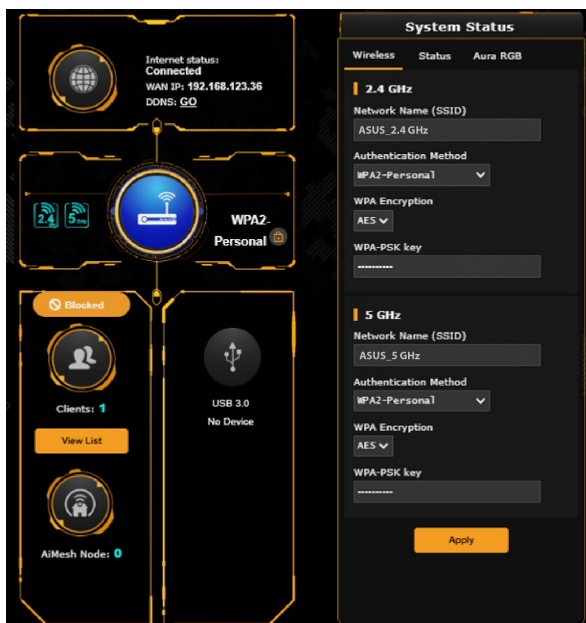 Internet status:
Connected
WAN IP: 192.168.123.36
DDNS: GO
2.4
GHz
5
GHz
WPA2-
Personal
Blocked
Clients: 1
View List
AiMesh Node: 0
USB 3.0
No Device
System Status
Wireless Status Aura RGB
2.4 GHz
Network Name (SSID)
ASUS_2.4 GHz
Authentication Method
WPA2-Personal
WPA Encryption
AES
WPA-PSK key
5 GHz
Network Name (SSID)
ASUS_5 GHz
Authentication Method
WPA2-Personal
WPA Encryption
AES
WPA-PSK key
Apply